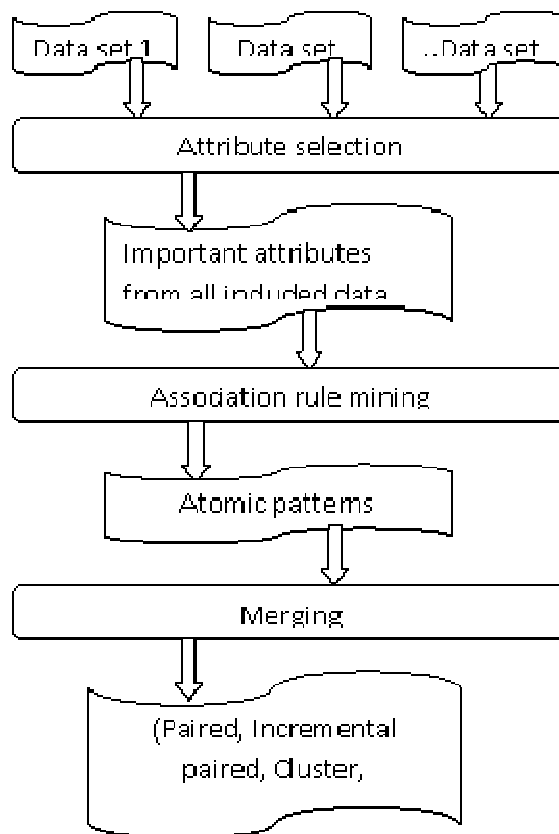 Data set 1
Data set
..Data set
Attribute selection
Important attributes
from all included data
Association rule mining
Atomic patterns
Merging
(Paired, Incremental
paired, Cluster,